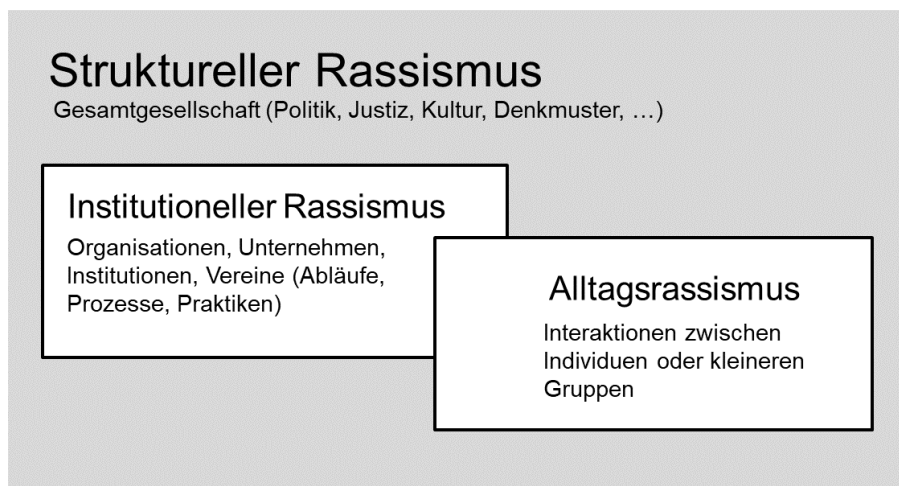 Struktureller Rassismus
Gesamtgesellschaft (Politik, Justiz, Kultur, Denkmuster, …)
Institutioneller Rassismus
Organisationen, Unternehmen,
Institutionen, Vereine (Abläufe,
Prozesse, Praktiken)
Alltagsrassismus
Interaktionen zwischen
Individuen oder kleineren
Gruppen